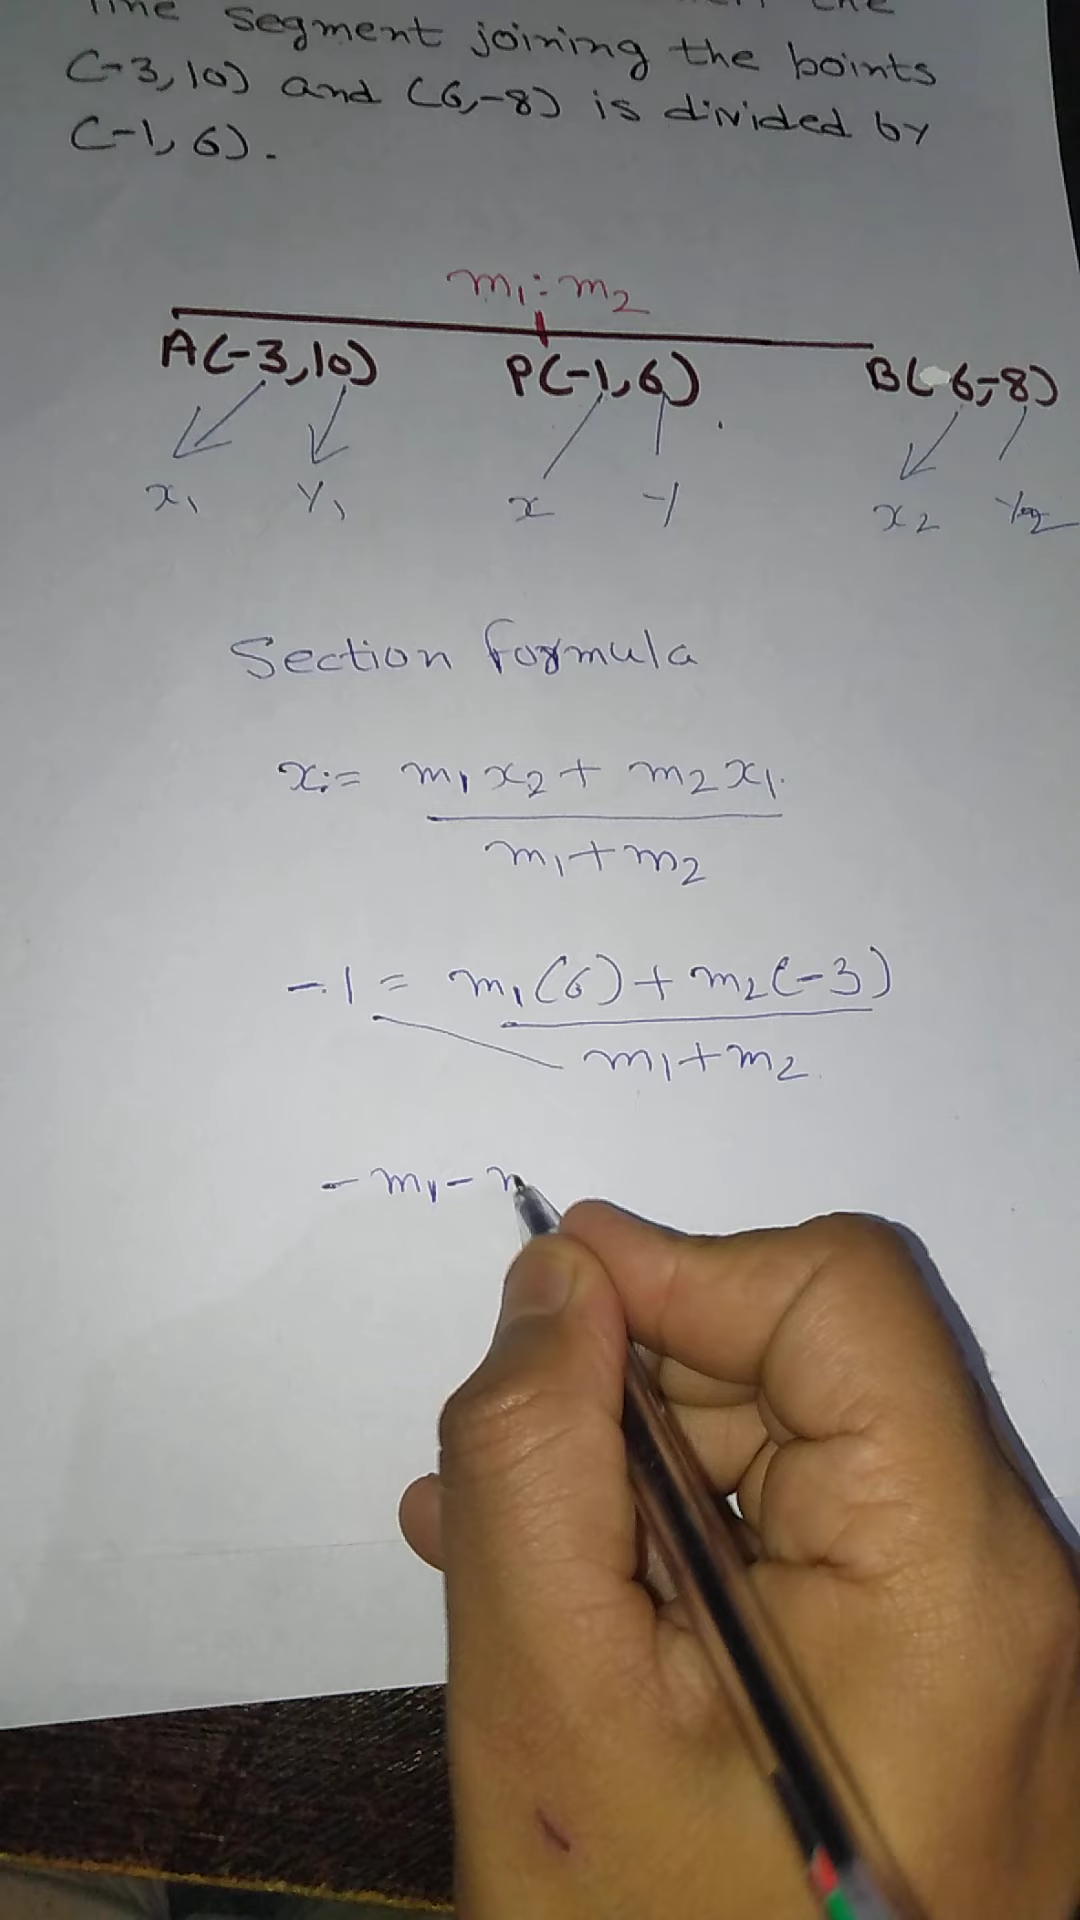 line segment joining the points
(-3,10) and (6,-8) is divided by
(-1,6).
m1:m2
A(-3,10) P(-1,6) B(6,-8)
x1 y1 x y x2 y2
Section formula
x = m1x2 + m2x1
m1+m2
-1 = m1(6)+m2(-3)
m1+m2
-m1-